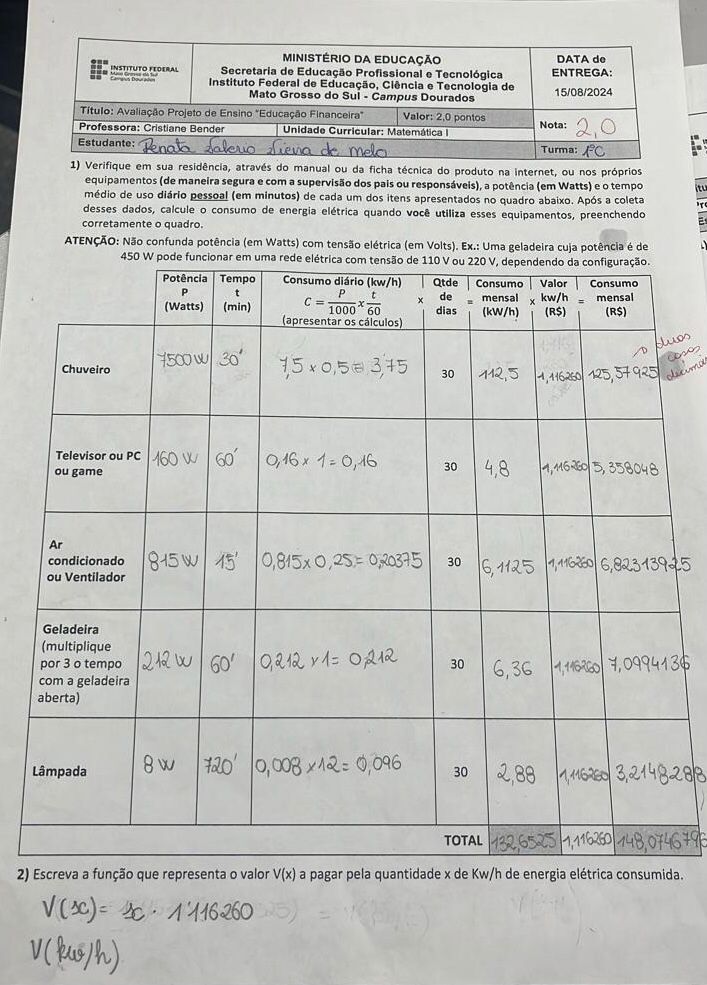 INSTITUTO FEDERAL
Mato Grosso do Sul
Campus Dourados
MINISTÉRIO DA EDUCAÇÃO
Secretaria de Educação Profissional e Tecnológica
Instituto Federal de Educação, Ciência e Tecnologia de
Mato Grosso do Sul - Campus Dourados
DATA de
ENTREGA:
15/08/2024
Título: Avaliação Projeto de Ensino "Educação Financeira" Valor: 2,0 pontos
Nota: 2,0
Professora: Cristiane Bender Unidade Curricular: Matemática I
Estudante: Renata Valerio Viena de melo
Turma: 1°C
1) Verifique em sua residência, através do manual ou da ficha técnica do produto na internet, ou nos próprios
equipamentos (de maneira segura e com a supervisão dos pais ou responsáveis), a potência (em Watts) e o tempo
médio de uso diário pessoal (em minutos) de cada um dos itens apresentados no quadro abaixo. Após a coleta
desses dados, calcule o consumo de energia elétrica quando você utiliza esses equipamentos, preenchendo
corretamente o quadro.
ATENÇÃO: Não confunda potência (em Watts) com tensão elétrica (em Volts). Ex.: Uma geladeira cuja potência é de
450 W pode funcionar em uma rede elétrica com tensão de 110 V ou 220 V, dependendo da configuração.
Potência P (Watts)
Tempo t (min)
Consumo diário (kw/h)
C = P/1000 x t/60
(apresentar os cálculos)
x
Qtde de dias
=
Consumo mensal (kW/h)
x
Valor kw/h (R$)
=
Consumo mensal (R$)
Chuveiro 7500 W 30' 7,5 x 0,5 = 3,75 30 112,5 1,116260 125,57925
duas
casas
decimais
Televisor ou PC
ou game
160 W 60' 0,16 x 1 = 0,16 30 4,8 1,116260 5,358048
Ar
condicionado
ou Ventilador
815 W 15' 0,815 x 0,25 = 0,20375 30 6,1125 1,116260 6,82313925
Geladeira
(multiplique
por 3 o tempo
com a geladeira
aberta)
212 W 60' 0,212 x 1 = 0,212 30 6,36 1,116260 7,0994136
Lâmpada 8 W 720' 0,008 x 12 = 0,096 30 2,88 1,116260 3,2148288
TOTAL 132,6525 1,116260 148,0746796
2) Escreva a função que representa o valor V(x) a pagar pela quantidade x de Kw/h de energia elétrica consumida.
V(x) = x . 1'116260
V(kw/h)